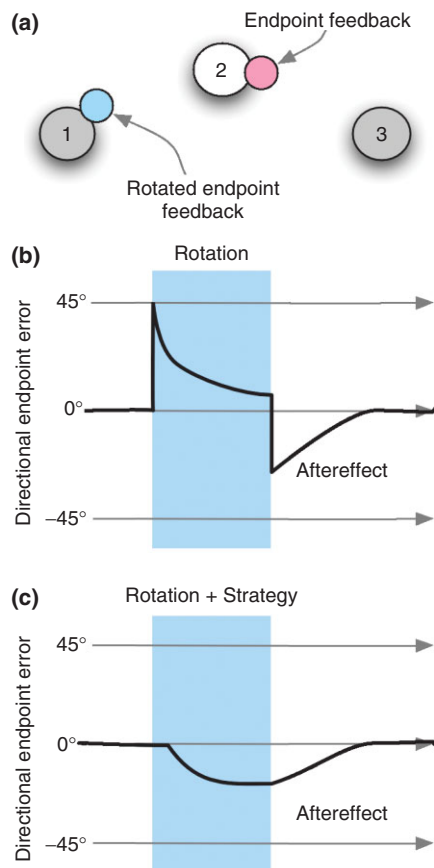 (a)
Endpoint feedback
2
1
3
Rotated endpoint
feedback
(b)
Rotation
Directional endpoint error
45°
0°
Aftereffect
–45°
(c)
Rotation + Strategy
Directional endpoint error
45°
0°
Aftereffect
–45°